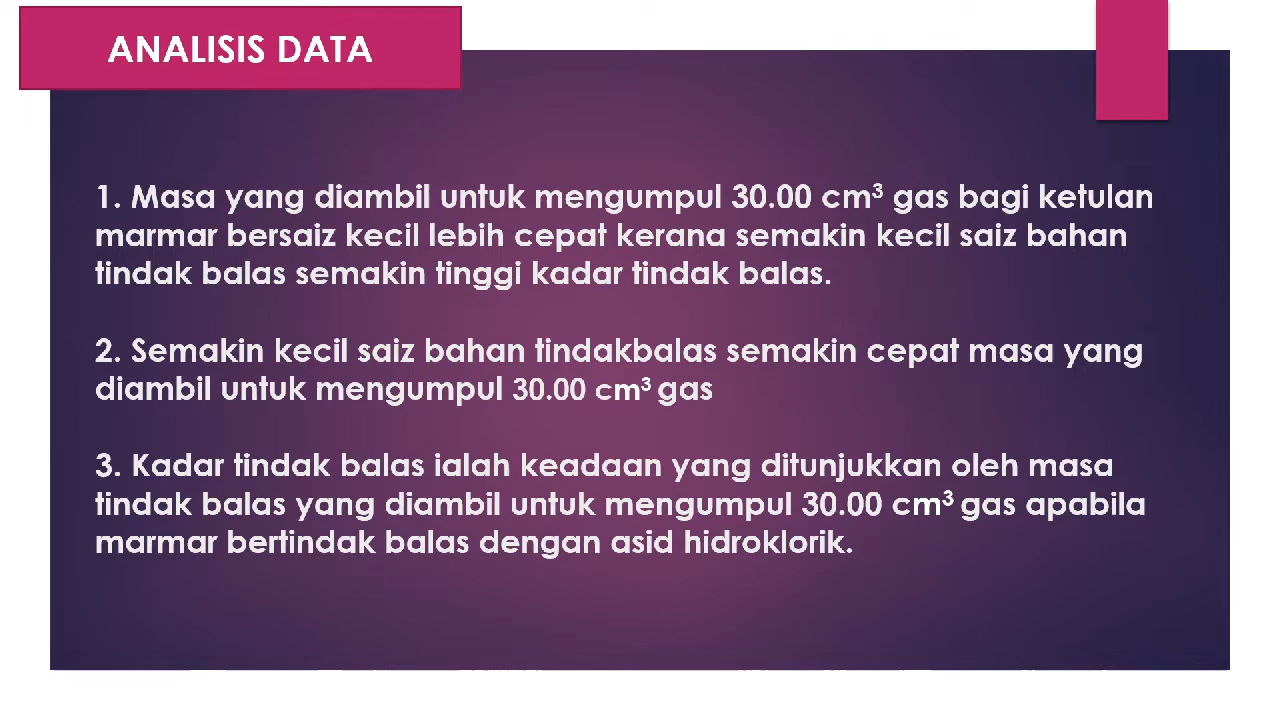 ANALISIS DATA
1. Masa yang diambil untuk mengumpul 30.00 cm³ gas bagi ketulan
marmar bersaiz kecil lebih cepat kerana semakin kecil saiz bahan
tindak balas semakin tinggi kadar tindak balas.
2. Semakin kecil saiz bahan tindakbalas semakin cepat masa yang
diambil untuk mengumpul 30.00 cm³ gas
3. Kadar tindak balas ialah keadaan yang ditunjukkan oleh masa
tindak balas yang diambil untuk mengumpul 30.00 cm³ gas apabila
marmar bertindak balas dengan asid hidroklorik.